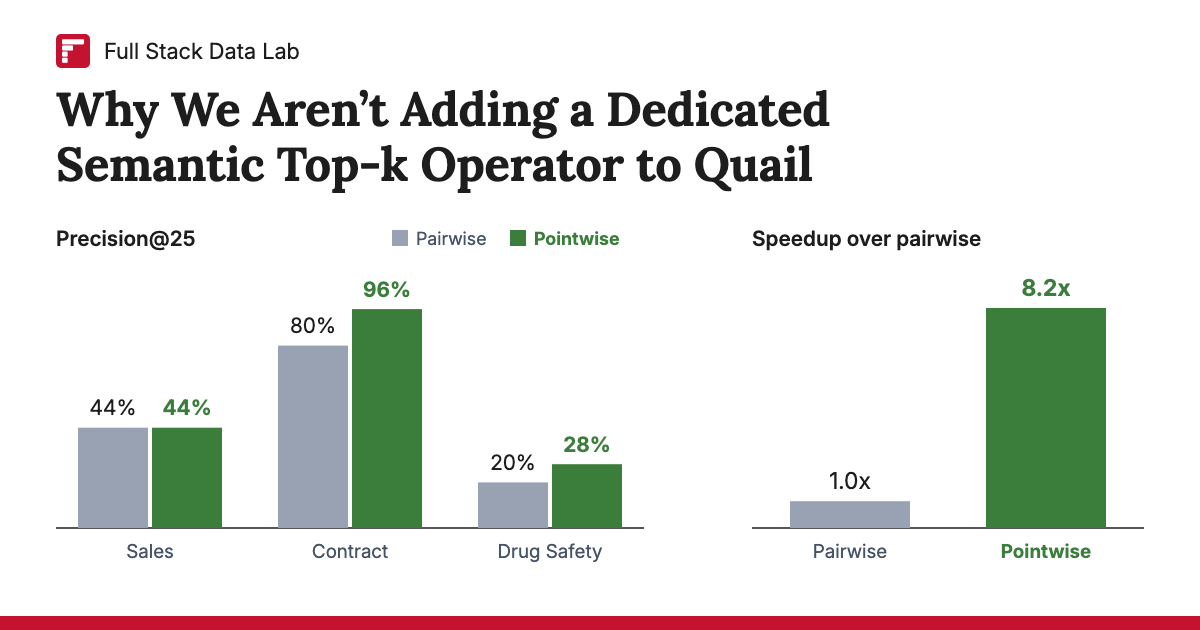 Full Stack Data Lab
Why We Aren’t Adding a Dedicated
Semantic Top-k Operator to Quail
Precision@25
Pairwise
Pointwise
44%
44%
80%
96%
20%
28%
Sales
Contract
Drug Safety
Speedup over pairwise
1.0x
8.2x
Pairwise
Pointwise